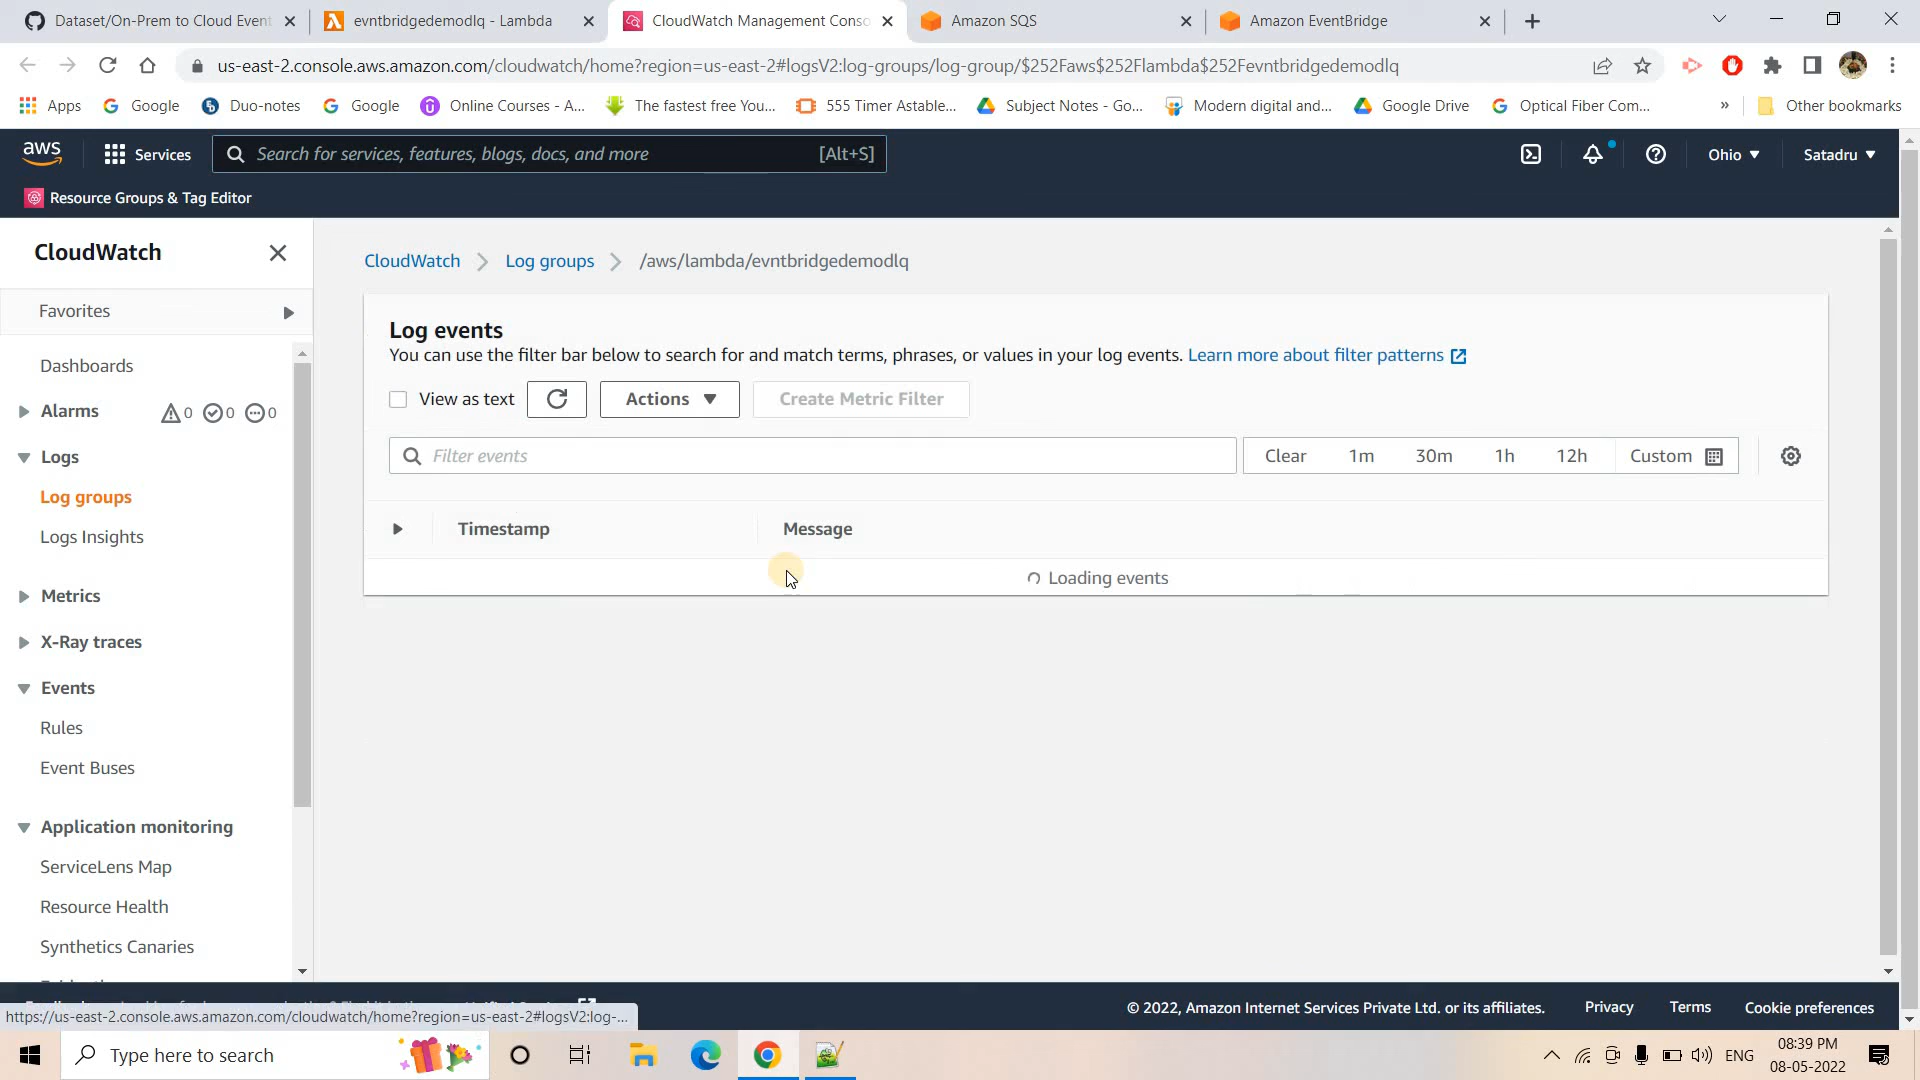 Dataset/On-Prem to Cloud Event
evntbridgedemodlq - Lambda
CloudWatch Management Conso
Amazon SQS
Amazon EventBridge
us-east-2.console.aws.amazon.com/cloudwatch/home?region=us-east-2#logsV2:log-groups/log-group/$252Faws$252Flambda$252Fevntbridgedemodlq
Apps
Google
Duo-notes
Google
Online Courses - A...
The fastest free You...
555 Timer Astable...
Subject Notes - Go...
Modern digital and...
Google Drive
Optical Fiber Com...
»
Other bookmarks
aws
Services
Search for services, features, blogs, docs, and more
[Alt+S]
Ohio
Satadru
Resource Groups & Tag Editor
CloudWatch
Favorites
Dashboards
Alarms
0
0
0
Logs
Log groups
Logs Insights
Metrics
X-Ray traces
Events
Rules
Event Buses
Application monitoring
ServiceLens Map
Resource Health
Synthetics Canaries
CloudWatch
Log groups
/aws/lambda/evntbridgedemodlq
Log events
You can use the filter bar below to search for and match terms, phrases, or values in your log events. Learn more about filter patterns
View as text
Actions
Create Metric Filter
Filter events
Clear
1m
30m
1h
12h
Custom
Timestamp
Message
Loading events
© 2022, Amazon Internet Services Private Ltd. or its affiliates.
Privacy
Terms
Cookie preferences
https://us-east-2.console.aws.amazon.com/cloudwatch/home?region=us-east-2#logsV2:log-...
Type here to search
ENG
08:39 PM
08-05-2022